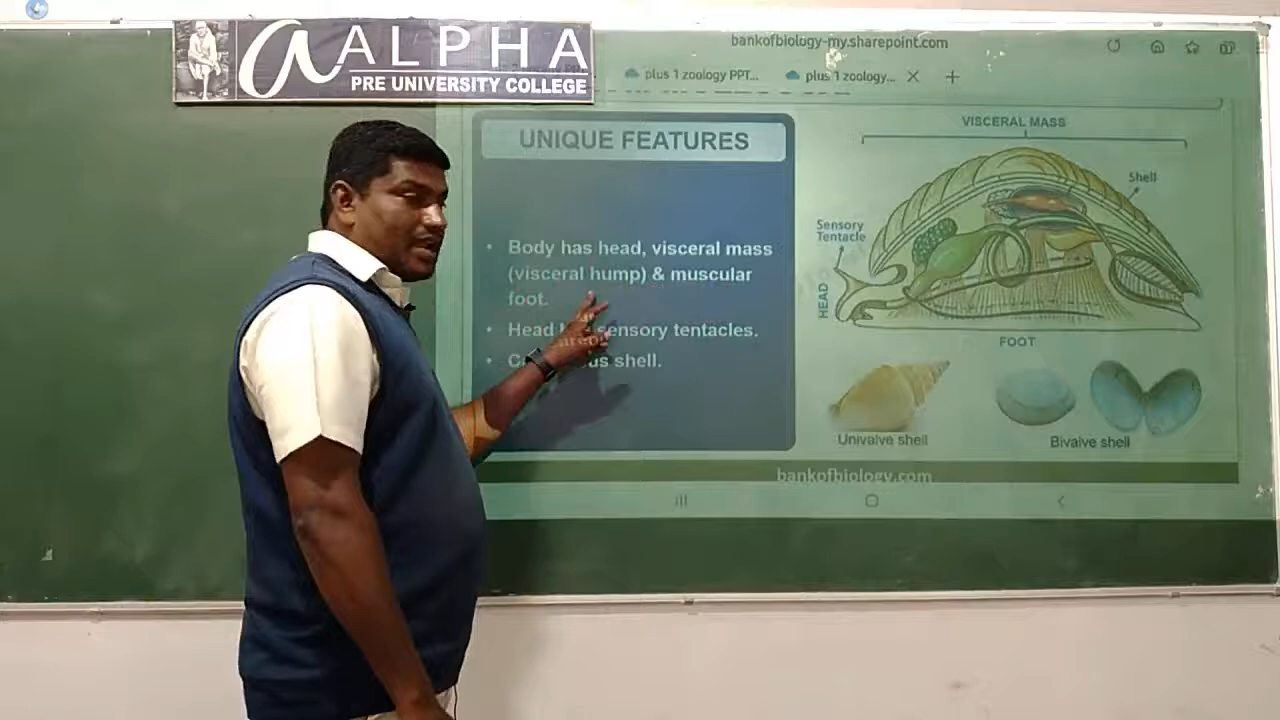 a ALPHA
PRE UNIVERSITY COLLEGE
bankofbiology-my.sharepoint.com
plus 1 zoology PPT...
plus 1 zoology...
UNIQUE FEATURES
• Body has head, visceral mass
(visceral hump) & muscular
foot.
• Head sensory tentacles.
• shell.
VISCERAL MASS
Shell
Sensory
Tentacle
HEAD
FOOT
Univalve shell
Bivalve shell
bankofbiology.com